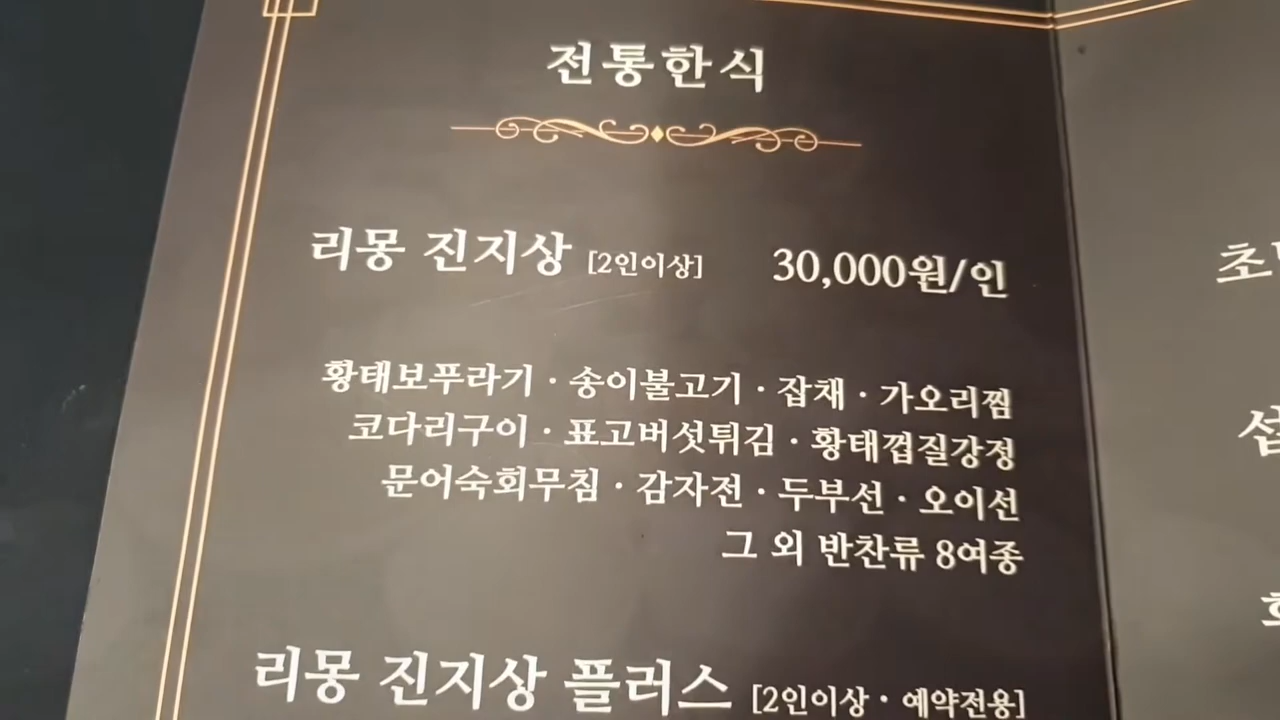 전통한식
리몽 진지상 [2인이상] 30,000원/인
황태보푸라기 · 송이불고기 · 잡채 · 가오리찜
코다리구이 · 표고버섯튀김 · 황태껍질강정
문어숙회무침 · 감자전 · 두부선 · 오이선
그 외 반찬류 8여종
리몽 진지상 플러스 [2인이상 · 예약전용]